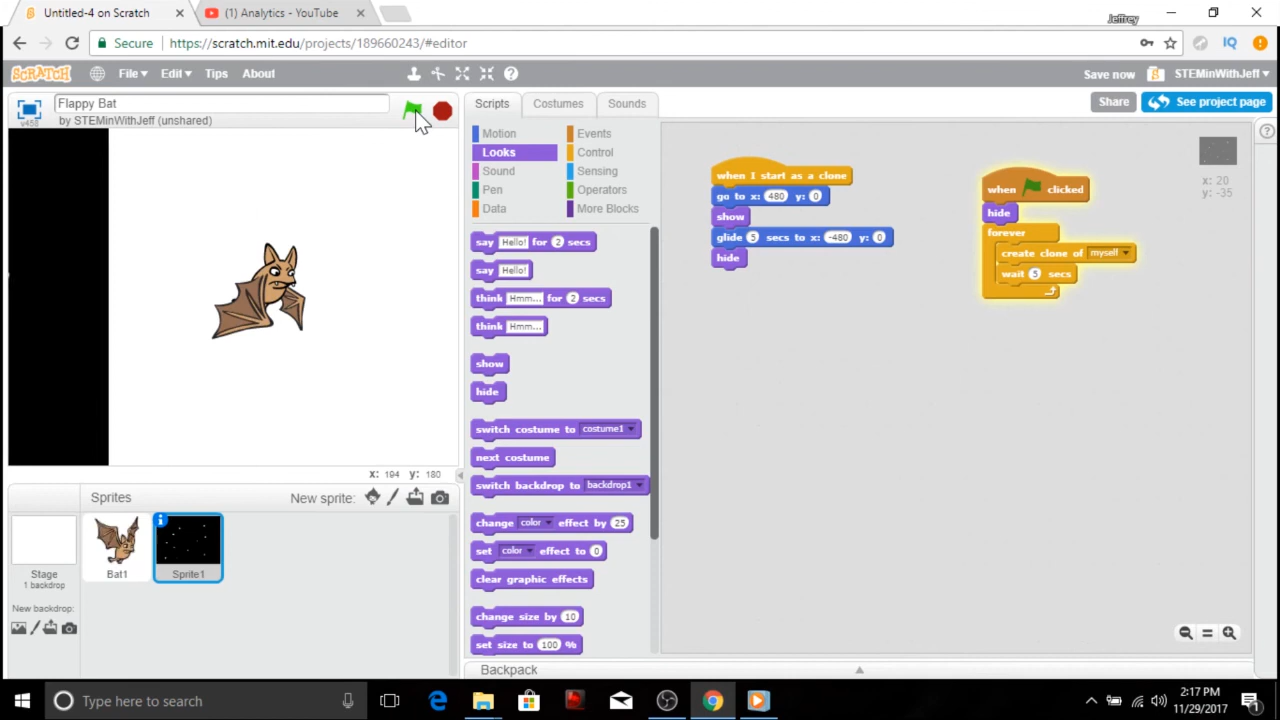 Untitled-4 on Scratch
(1) Analytics - YouTube
Jeffrey
Secure
https://scratch.mit.edu/projects/189660243/#editor
IQ
SCRATCH
File
Edit
Tips
About
Save now
STEMinWithJeff
Flappy Bat
by STEMinWithJeff (unshared)
v458
Scripts
Costumes
Sounds
Share
See project page
Motion
Events
Looks
Control
Sound
Sensing
Pen
Operators
Data
More Blocks
say Hello! for 2 secs
say Hello!
think Hmm... for 2 secs
think Hmm...
show
hide
switch costume to costume1
next costume
switch backdrop to backdrop1
change color effect by 25
set color effect to 0
clear graphic effects
change size by 10
set size to 100 %
when I start as a clone
go to x: 480 y: 0
show
glide 5 secs to x: -480 y: 0
hide
when clicked
hide
forever
create clone of myself
wait 5 secs
x: 20
y: -35
x: 194 y: 180
Sprites
New sprite:
Stage
1 backdrop
New backdrop:
Bat1
Sprite1
Backpack
Type here to search
2:17 PM
11/29/2017
1